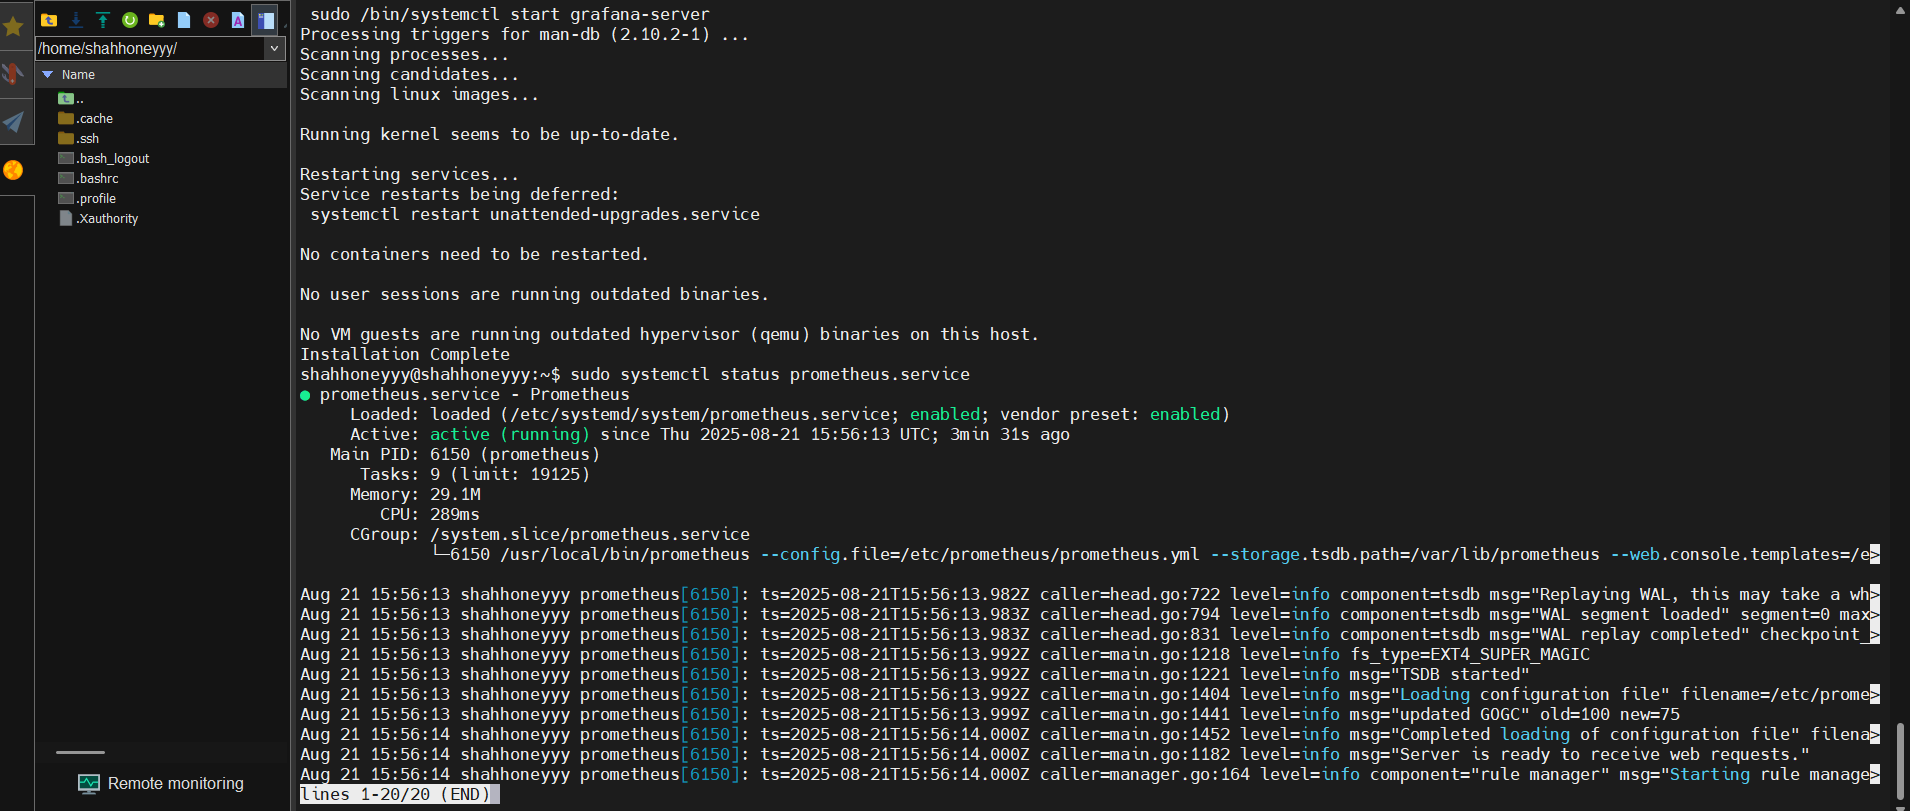 /home/shahhoneyyy/
Name
..
.cache
.ssh
.bash_logout
.bashrc
.profile
.Xauthority
Remote monitoring
 sudo /bin/systemctl start grafana-server
Processing triggers for man-db (2.10.2-1) ...
Scanning processes...
Scanning candidates...
Scanning linux images...
Running kernel seems to be up-to-date.
Restarting services...
Service restarts being deferred:
 systemctl restart unattended-upgrades.service
No containers need to be restarted.
No user sessions are running outdated binaries.
No VM guests are running outdated hypervisor (qemu) binaries on this host.
Installation Complete
shahhoneyyy@shahhoneyyy:~$ sudo systemctl status prometheus.service
● prometheus.service - Prometheus
     Loaded: loaded (/etc/systemd/system/prometheus.service; enabled; vendor preset: enabled)
     Active: active (running) since Thu 2025-08-21 15:56:13 UTC; 3min 31s ago
   Main PID: 6150 (prometheus)
      Tasks: 9 (limit: 19125)
     Memory: 29.1M
        CPU: 289ms
     CGroup: /system.slice/prometheus.service
             └─6150 /usr/local/bin/prometheus --config.file=/etc/prometheus/prometheus.yml --storage.tsdb.path=/var/lib/prometheus --web.console.templates=/e>
Aug 21 15:56:13 shahhoneyyy prometheus[6150]: ts=2025-08-21T15:56:13.982Z caller=head.go:722 level=info component=tsdb msg="Replaying WAL, this may take a wh>
Aug 21 15:56:13 shahhoneyyy prometheus[6150]: ts=2025-08-21T15:56:13.983Z caller=head.go:794 level=info component=tsdb msg="WAL segment loaded" segment=0 max>
Aug 21 15:56:13 shahhoneyyy prometheus[6150]: ts=2025-08-21T15:56:13.983Z caller=head.go:831 level=info component=tsdb msg="WAL replay completed" checkpoint_>
Aug 21 15:56:13 shahhoneyyy prometheus[6150]: ts=2025-08-21T15:56:13.992Z caller=main.go:1218 level=info fs_type=EXT4_SUPER_MAGIC
Aug 21 15:56:13 shahhoneyyy prometheus[6150]: ts=2025-08-21T15:56:13.992Z caller=main.go:1221 level=info msg="TSDB started"
Aug 21 15:56:13 shahhoneyyy prometheus[6150]: ts=2025-08-21T15:56:13.992Z caller=main.go:1404 level=info msg="Loading configuration file" filename=/etc/prome>
Aug 21 15:56:13 shahhoneyyy prometheus[6150]: ts=2025-08-21T15:56:13.999Z caller=main.go:1441 level=info msg="updated GOGC" old=100 new=75
Aug 21 15:56:14 shahhoneyyy prometheus[6150]: ts=2025-08-21T15:56:14.000Z caller=main.go:1452 level=info msg="Completed loading of configuration file" filena>
Aug 21 15:56:14 shahhoneyyy prometheus[6150]: ts=2025-08-21T15:56:14.000Z caller=main.go:1182 level=info msg="Server is ready to receive web requests."
Aug 21 15:56:14 shahhoneyyy prometheus[6150]: ts=2025-08-21T15:56:14.000Z caller=manager.go:164 level=info component="rule manager" msg="Starting rule manage>
lines 1-20/20 (END)